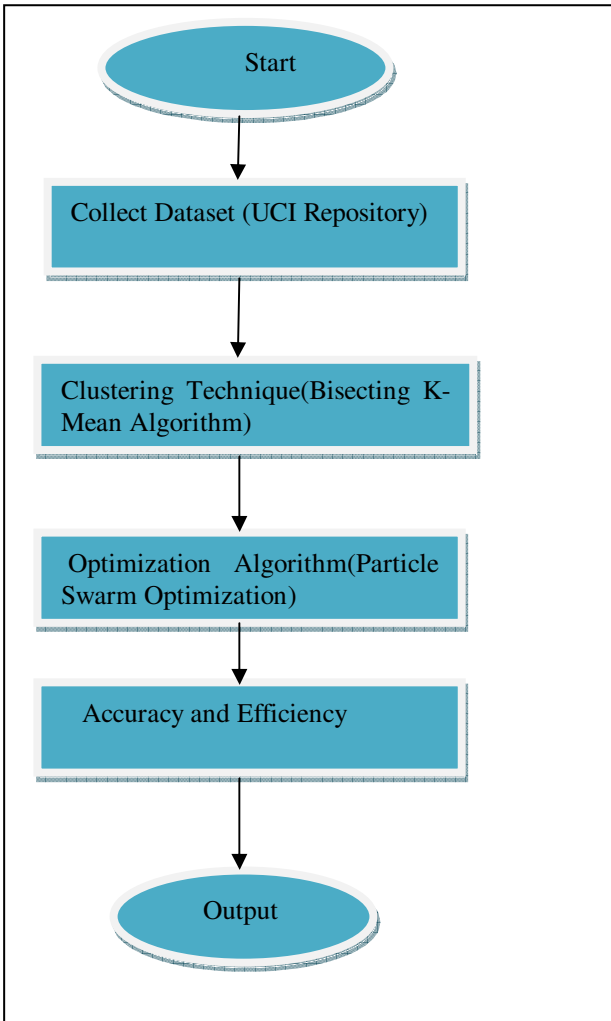 Start
Collect Dataset (UCI Repository)
Clustering Technique(Bisecting K-
Mean Algorithm)
Optimization Algorithm(Particle
Swarm Optimization)
Accuracy and Efficiency
Output